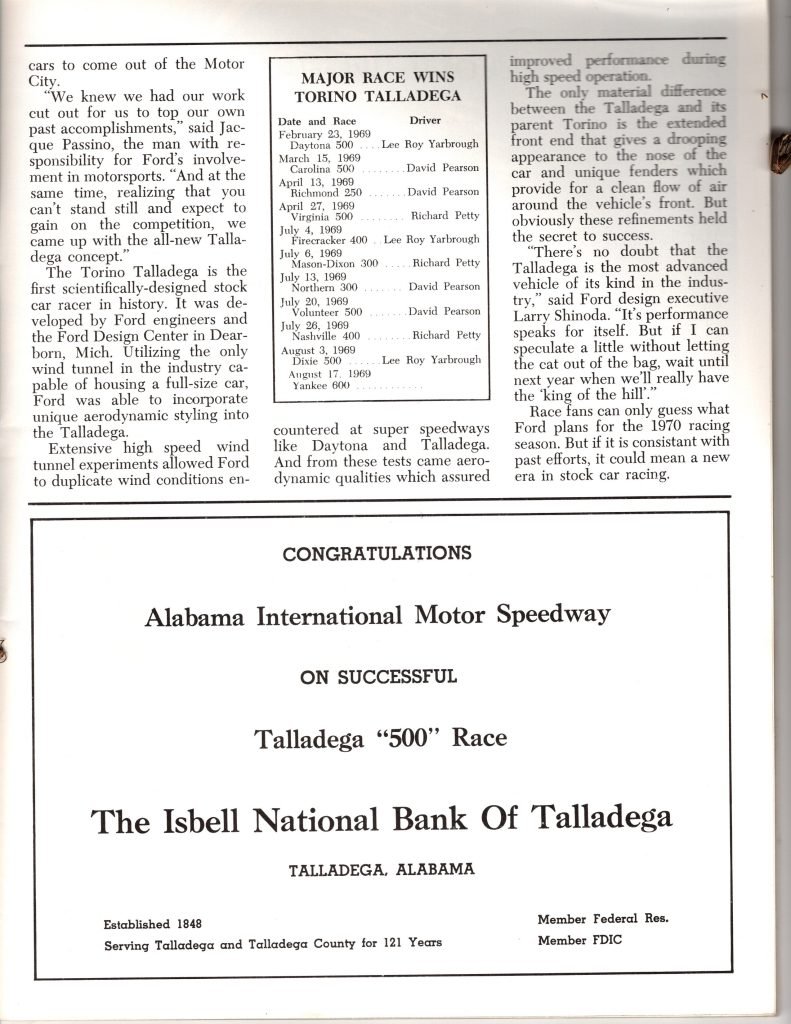 cars to come out of the Motor
City.
"We knew we had our work
cut out for us to top our own
past accomplishments," said Jac-
que Passino, the man with re-
sponsibility for Ford's involve-
ment in motorsports. "And at the
same time, realizing that you
can't stand still and expect to
gain on the competition, we
came up with the all-new Talla-
dega concept."
The Torino Talladega is the
first scientifically-designed stock
car racer in history. It was de-
veloped by Ford engineers and
the Ford Design Center in Dear-
born, Mich. Utilizing the only
wind tunnel in the industry ca-
pable of housing a full-size car,
Ford was able to incorporate
unique aerodynamic styling into
the Talladega.
Extensive high speed wind
tunnel experiments allowed Ford
to duplicate wind conditions en-
MAJOR RACE WINS
TORINO TALLADEGA
Date and Race Driver
February 23, 1969
Daytona 500 .... Lee Roy Yarbrough
March 15, 1969
Carolina 500 ........ David Pearson
April 13, 1969
Richmond 250 ....... David Pearson
April 27, 1969
Virginia 500 ........ Richard Petty
July 4, 1969
Firecracker 400 .. Lee Roy Yarbrough
July 6, 1969
Mason-Dixon 300 ..... Richard Petty
July 13, 1969
Northern 300 ....... David Pearson
July 20, 1969
Volunteer 500 ...... David Pearson
July 26, 1969
Nashville 400 ....... Richard Petty
August 3, 1969
Dixie 500 ...... Lee Roy Yarbrough
August 17, 1969
Yankee 600 ............
countered at super speedways
like Daytona and Talladega.
And from these tests came aero-
dynamic qualities which assured
improved performance during
high speed operation.
The only material difference
between the Talladega and its
parent Torino is the extended
front end that gives a drooping
appearance to the nose of the
car and unique fenders which
provide for a clean flow of air
around the vehicle's front. But
obviously these refinements held
the secret to success.
"There's no doubt that the
Talladega is the most advanced
vehicle of its kind in the indus-
try," said Ford design executive
Larry Shinoda. "It's performance
speaks for itself. But if I can
speculate a little without letting
the cat out of the bag, wait until
next year when we'll really have
the 'king of the hill'."
Race fans can only guess what
Ford plans for the 1970 racing
season. But if it is consistant with
past efforts, it could mean a new
era in stock car racing.
CONGRATULATIONS
Alabama International Motor Speedway
ON SUCCESSFUL
Talladega "500" Race
The Isbell National Bank Of Talladega
TALLADEGA, ALABAMA
Established 1848
Serving Talladega and Talladega County for 121 Years
Member Federal Res.
Member FDIC